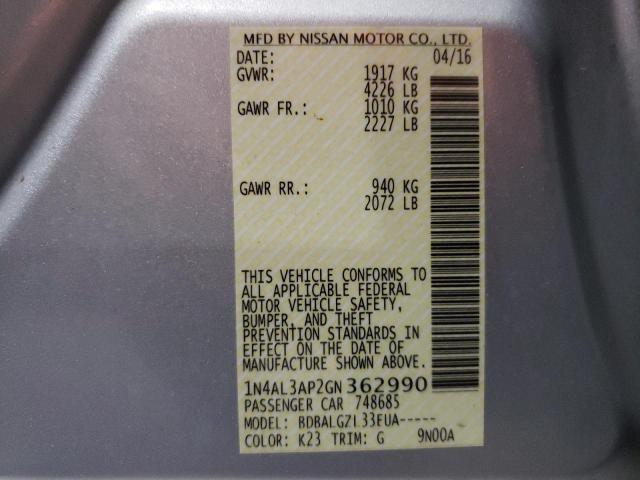 MFD BY NISSAN MOTOR CO., LTD.
DATE: 04/16
GVWR: 1917 KG
4226 LB
GAWR FR.: 1010 KG
2227 LB
GAWR RR.: 940 KG
2072 LB
THIS VEHICLE CONFORMS TO
ALL APPLICABLE FEDERAL
MOTOR VEHICLE SAFETY,
BUMPER, AND THEFT
PREVENTION STANDARDS IN
EFFECT ON THE DATE OF
MANUFACTURE SHOWN ABOVE.
1N4AL3AP2GN362990
PASSENGER CAR 748685
MODEL: BDBALGZL33EUA-----
COLOR: K23 TRIM: G 9N00A